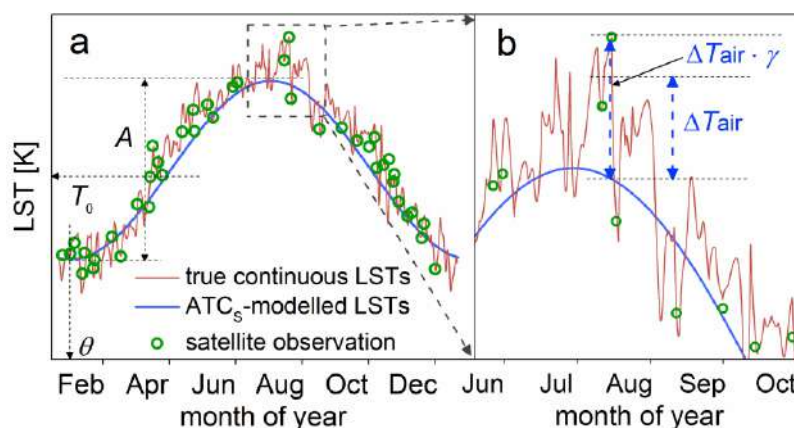 a
A
T₀
θ
LST [K]
true continuous LSTs
ATCₛ-modelled LSTs
satellite observation
Feb Apr Jun Aug Oct Dec
month of year
b
ΔTair · γ
ΔTair
Jun Jul Aug Sep Oct
month of year